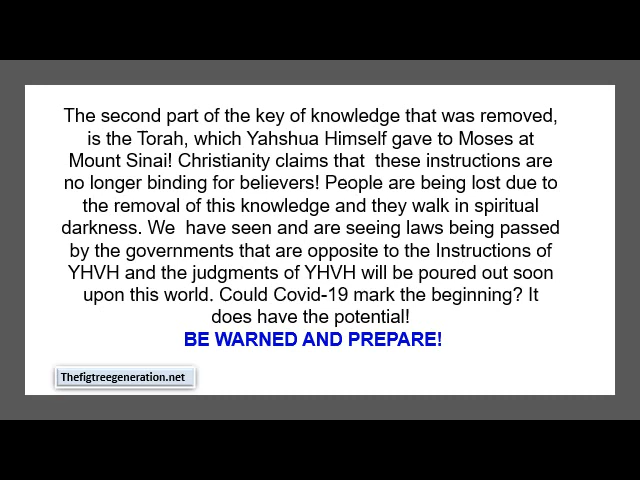 The second part of the key of knowledge that was removed,
is the Torah, which Yahshua Himself gave to Moses at
Mount Sinai! Christianity claims that  these instructions are
no longer binding for believers! People are being lost due to
the removal of this knowledge and they walk in spiritual
darkness. We  have seen and are seeing laws being passed
by the governments that are opposite to the Instructions of
YHVH and the judgments of YHVH will be poured out soon
upon this world. Could Covid-19 mark the beginning? It
does have the potential!
BE WARNED AND PREPARE!
Thefigtreegeneration.net